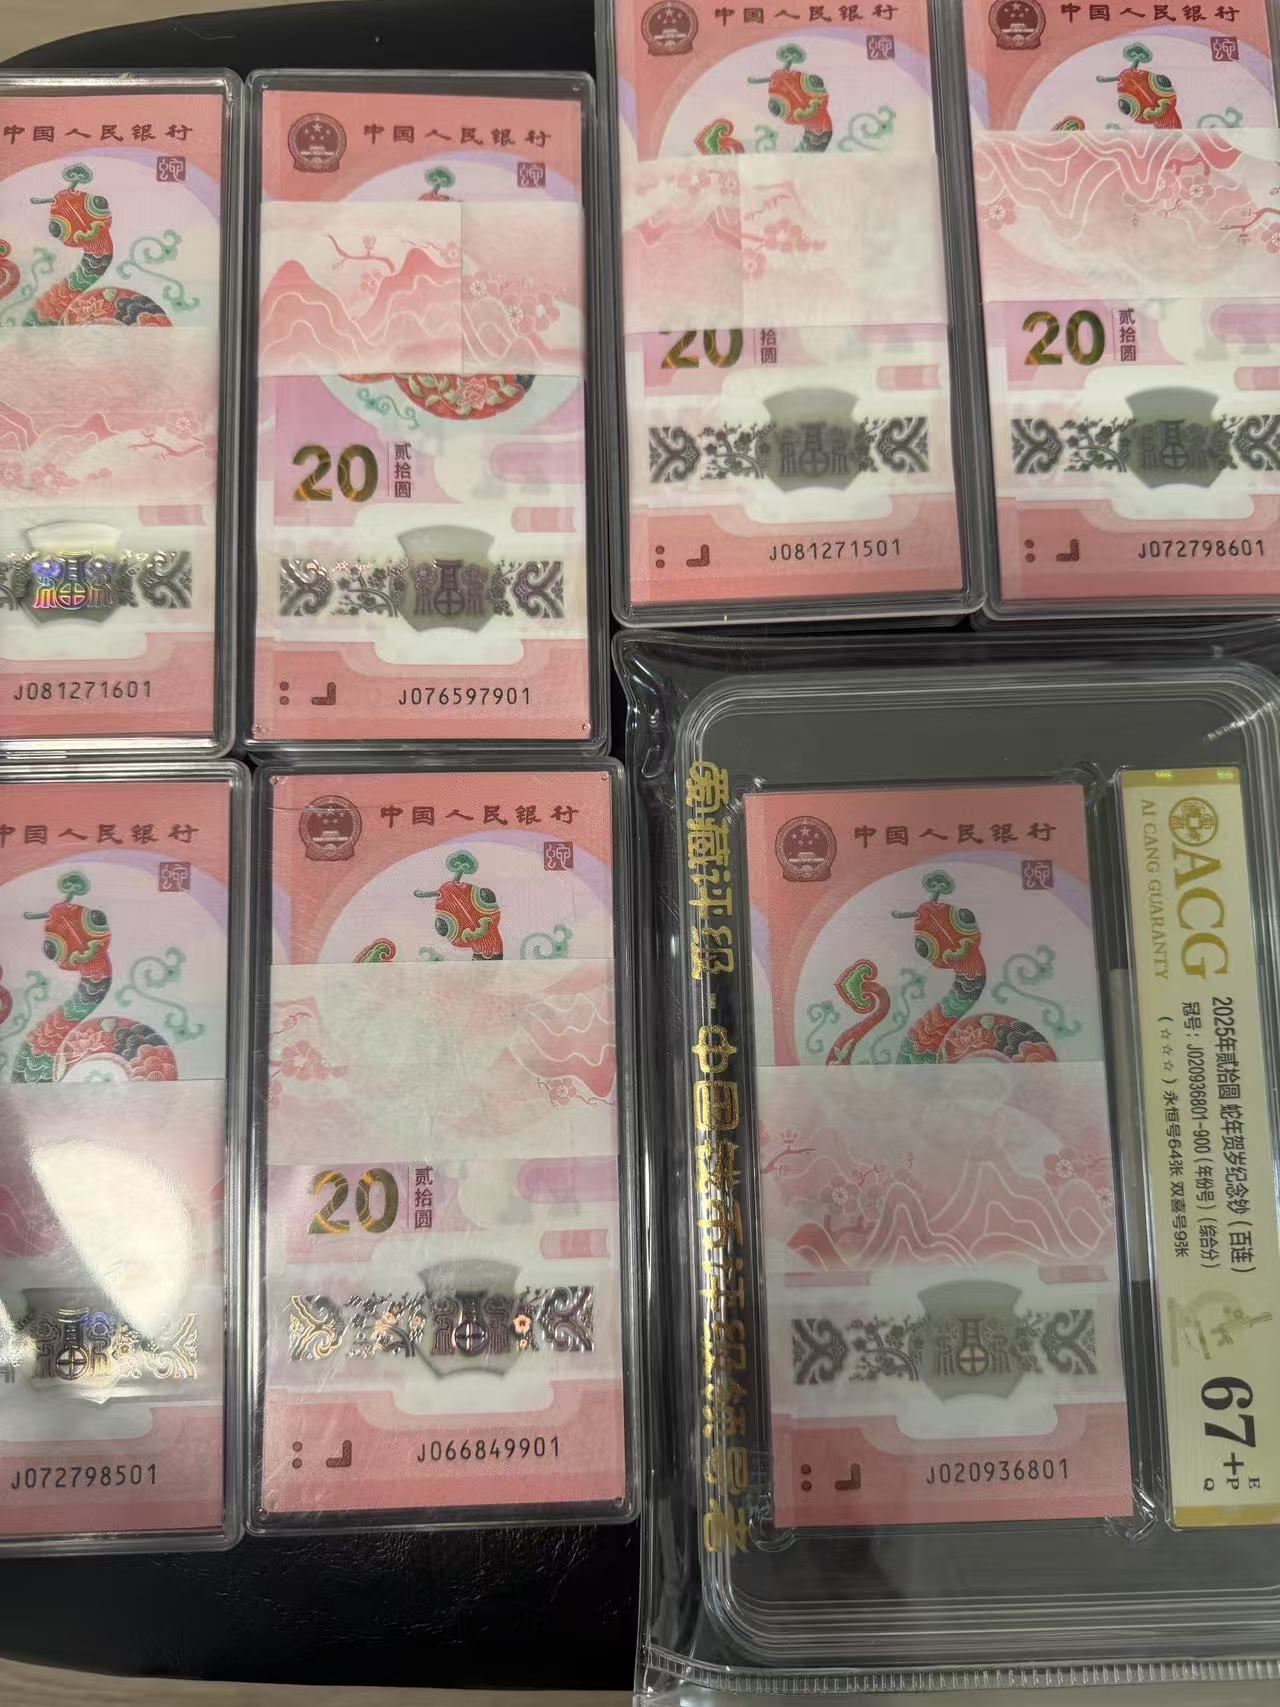 中国人民银行
J081271601
中国人民银行
20
贰拾圆
J076597901
中国人民银行
20
拾圆
J081271501
中国人民银行
20
贰拾圆
J072798601
中国人民银行
J072798501
中国人民银行
20
贰拾圆
J066849901
爱藏评级-中国钱币评级领导者
中国人民银行
J020936801
ACG
AI CANG GUARANTY
2025年贰拾圆 蛇年贺岁纪念钞（百连）
冠号：J020936801-900（年份号）（综合分）
（☆☆☆）永恒号64张 双喜号9张
67+
E
P
Q